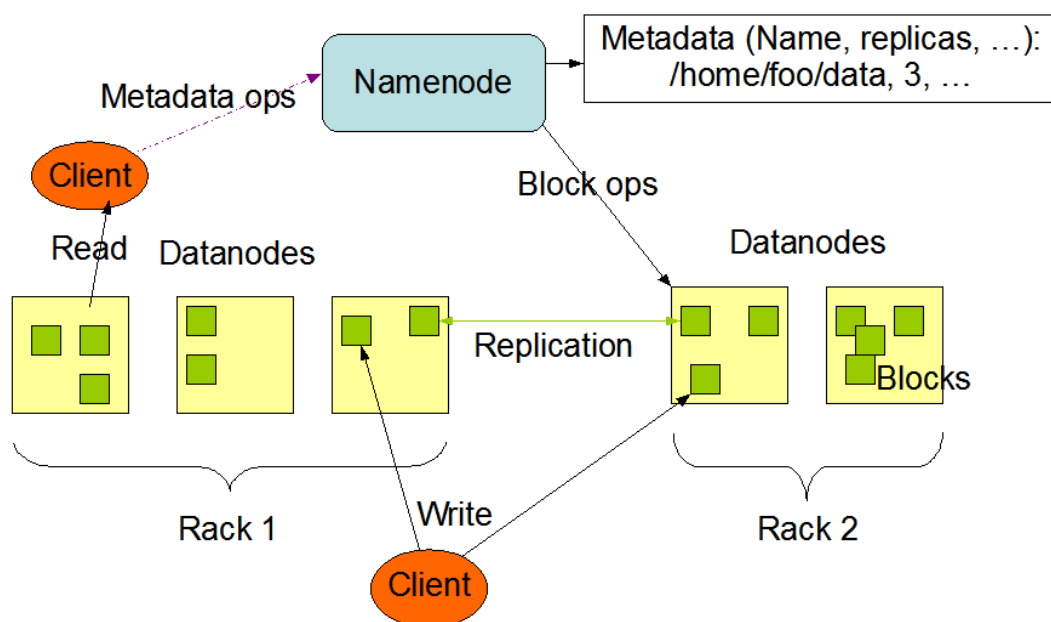 Metadata (Name, replicas, …):
/home/foo/data, 3, …
Namenode
Metadata ops
Client
Block ops
Read
Datanodes
Datanodes
Replication
Blocks
Write
Rack 1
Rack 2
Client